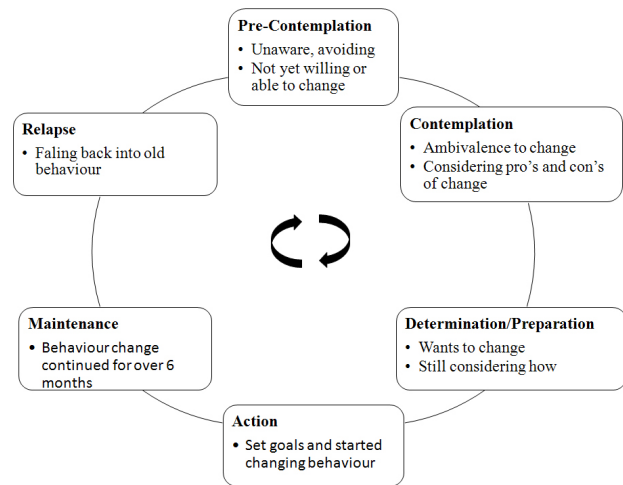 Pre-Contemplation
• Unaware, avoiding
• Not yet willing or
able to change
Contemplation
• Ambivalence to change
• Considering pro’s and con’s
of change
Determination/Preparation
• Wants to change
• Still considering how
Action
• Set goals and started
changing behaviour
Maintenance
• Behaviour change
continued for over 6
months
Relapse
• Faling back into old
behaviour